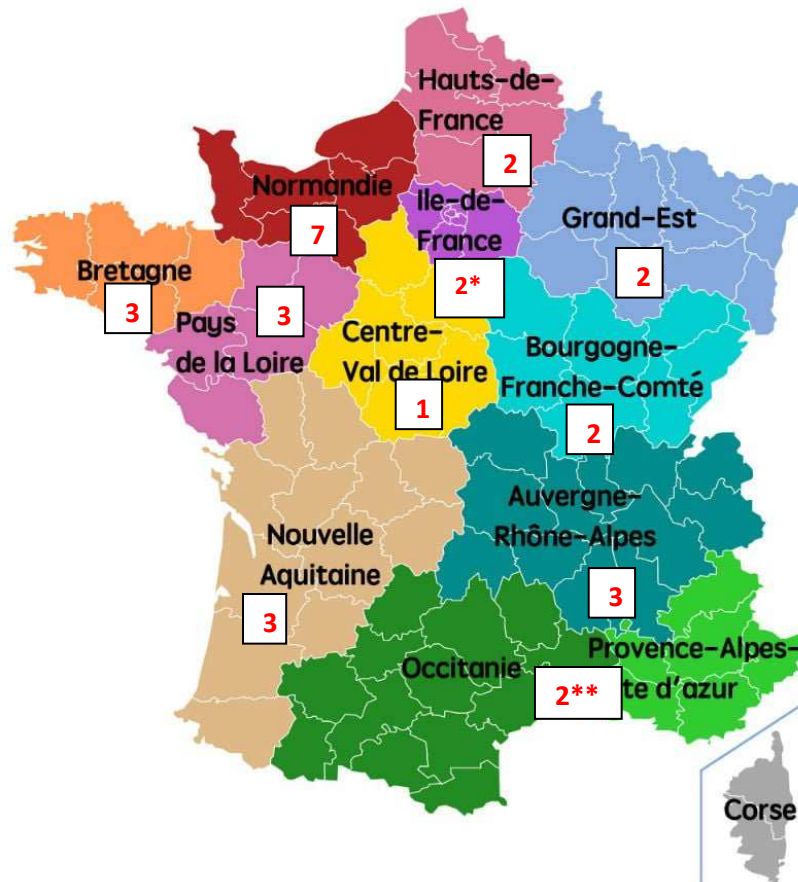 Hauts-de-
France
2
Normandie
7
Ile-de-
France
2*
Grand-Est
2
Bretagne
3
Pays
de la Loire
3
Centre-
Val de Loire
1
Bourgogne-
Franche-Comté
2
Nouvelle
Aquitaine
3
Auvergne-
Rhône-Alpes
3
Occitanie
2**
Provence-Alpes-
te d'azur
Corse